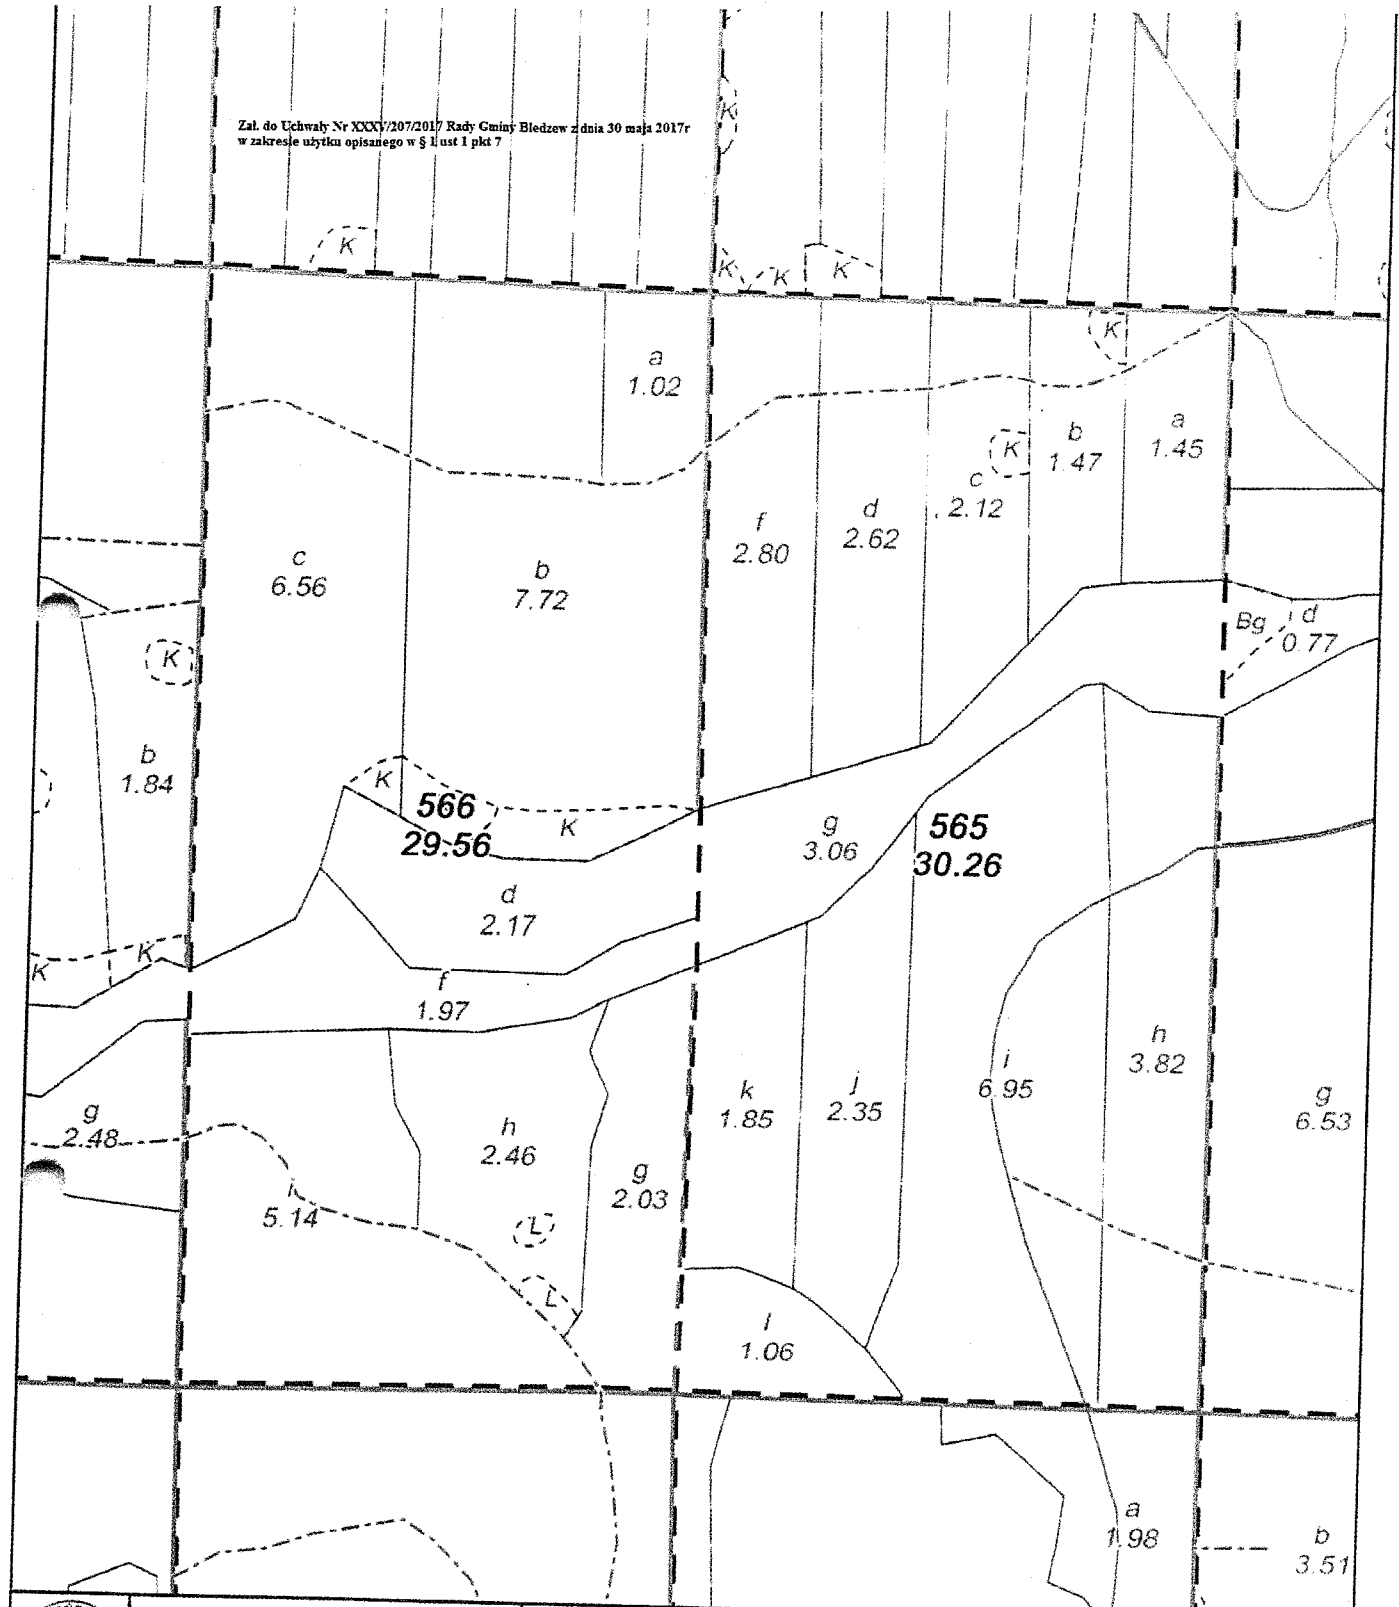 K
Zał. do Uchwały Nr XXXV/207/2017 Rady Gminy Bledzew z dnia 30 maja 2017r
w zakresie użytku opisanego w § 1 ust 1 pkt 7
K
K
K
K
K
a
1.02
a
1.45
b
1.47
K
c
2.12
d
2.62
f
2.80
c
6.56
b
7.72
Bg
d
0.77
K
b
1.84
K
566
29.56
K
g
3.06
565
30.26
d
2.17
K
K
f
1.97
h
3.82
i
6.95
k
1.85
j
2.35
g
6.53
g
2.48
h
2.46
g
2.03
i
5.14
L
L
l
1.06
a
1.98
b
3.51